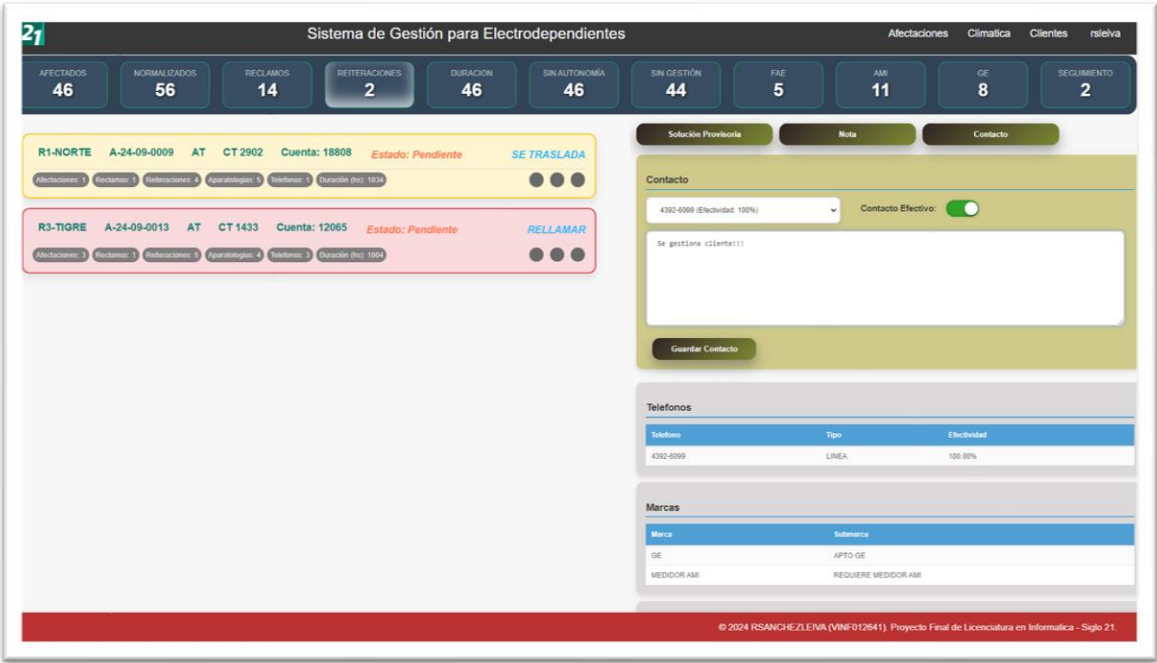 21
Sistema de Gestión para Electrodependientes
Afectaciones Climatica Clientes rsleiva
AFECTADOS NORMALIZADOS RECLAMOS REITERACIONES DURACION SIN AUTONOMÍA SIN GESTIÓN FAE AMI GE SEGUIMIENTO
46 56 14 2 46 46 44 5 11 8 2
R1-NORTE A-24-09-0009 AT CT 2902 Cuenta: 18808 Estado: Pendiente SE TRASLADA
Afectaciones: 1 Reclamos: 1 Reiteraciones: 4 Aparatologias: 5 Telefonos: 1 Duración (hs): 1034
R3-TIGRE A-24-09-0013 AT CT 1433 Cuenta: 12065 Estado: Pendiente RELLAMAR
Afectaciones: 3 Reclamos: 1 Reiteraciones: 5 Aparatologias: 4 Telefonos: 3 Duración (hs): 1004
Solución Provisoria Nota Contacto
Contacto
4392-6099 (Efectividad: 100%) Contacto Efectivo:
Se gestiona cliente!!!
Guardar Contacto
Telefonos
Telefono Tipo Efectividad
4392-6099 LINEA 100.00%
Marcas
Marca Submarca
GE APTO GE
MEDIDOR AMI REQUIERE MEDIDOR AMI
© 2024 RSANCHEZLEIVA (VINF012641). Proyecto Final de Licenciatura en Informatica - Siglo 21.